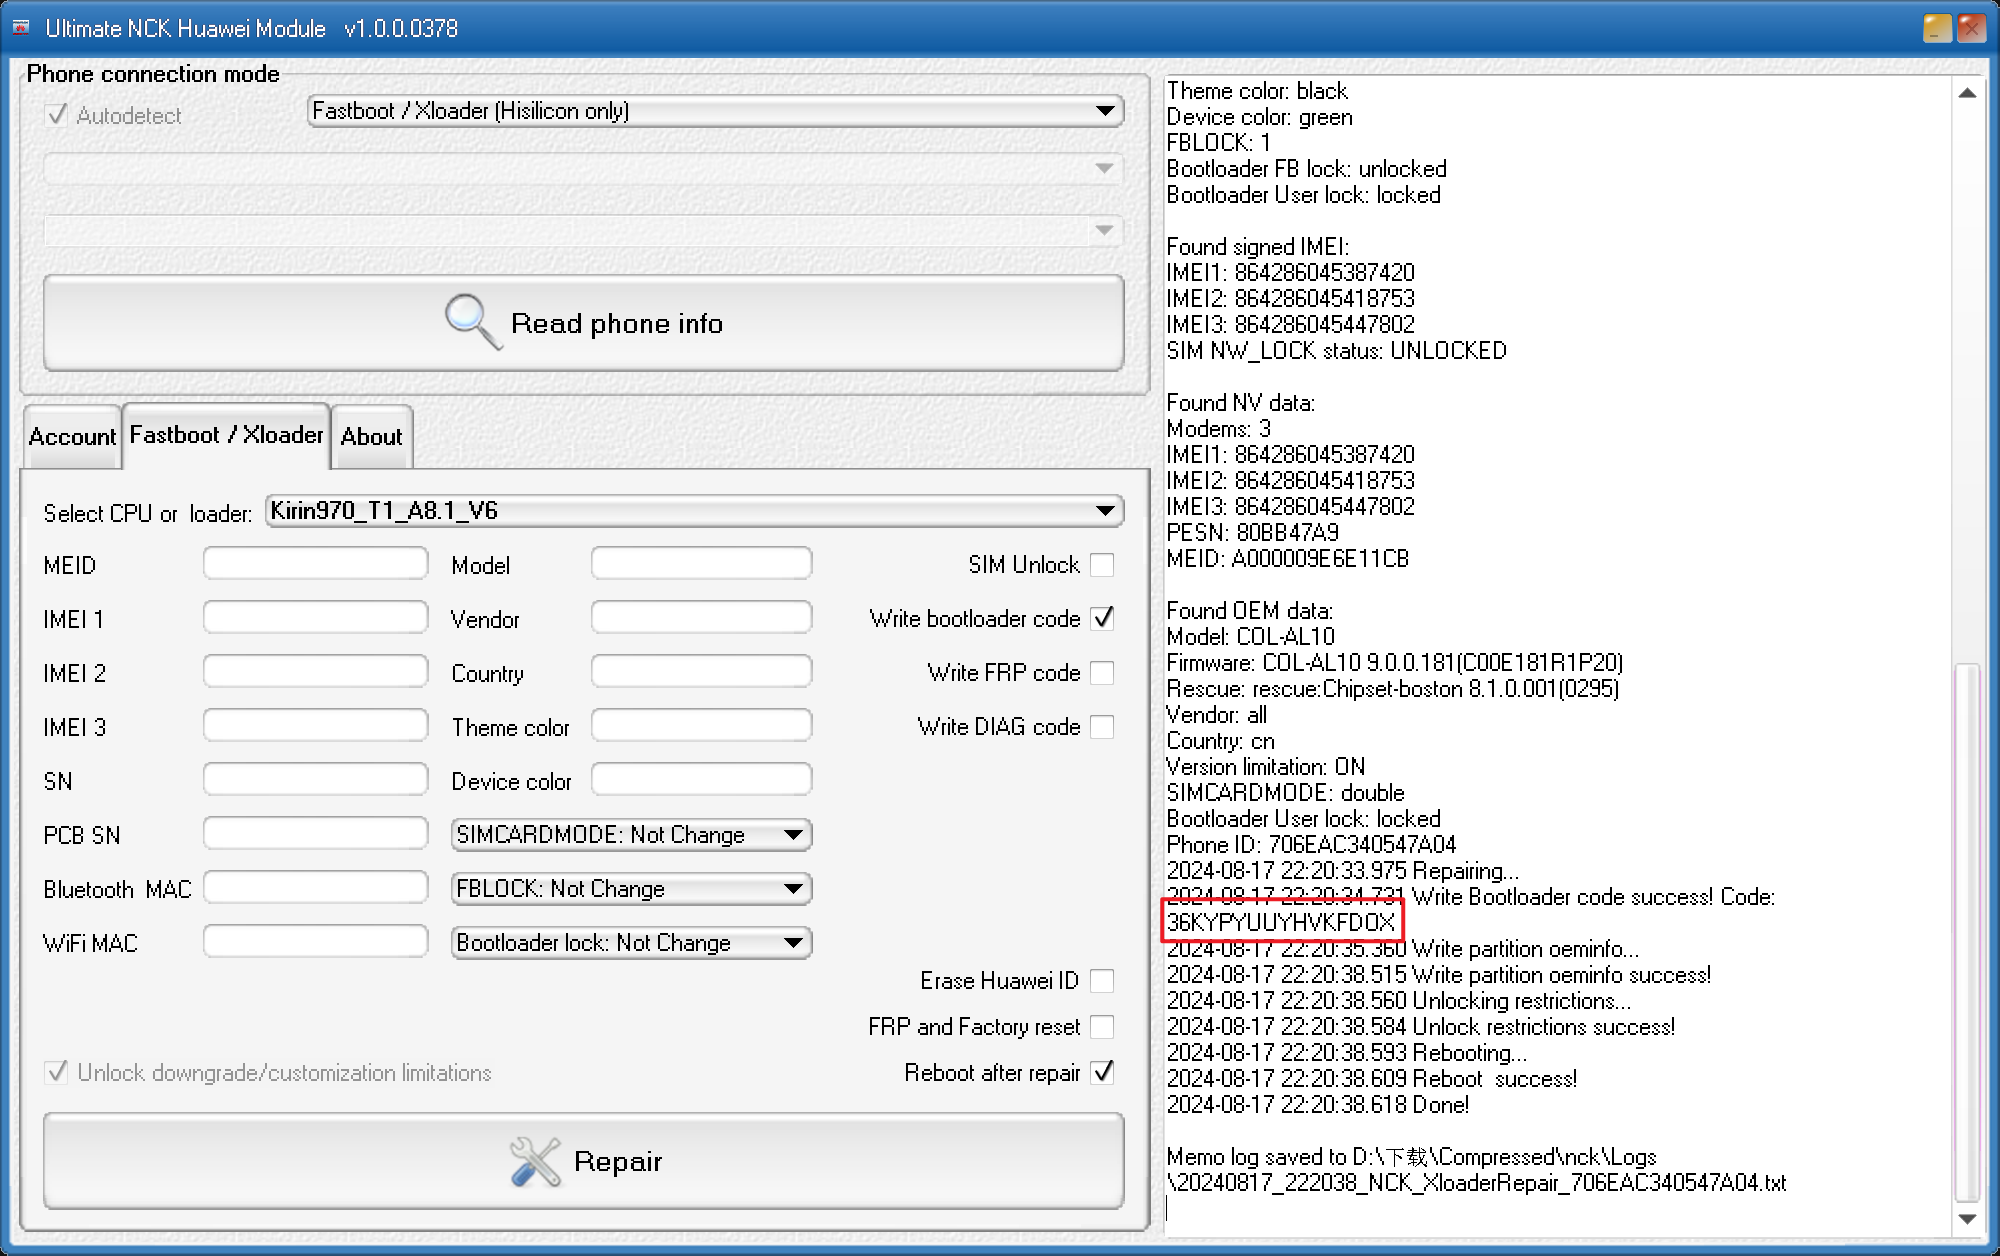 Ultimate NCK Huawei Module v1.0.0.0378
Phone connection mode
Autodetect
Fastboot / Xloader (Hisilicon only)
Read phone info
Account
Fastboot / Xloader
About
Select CPU or loader: Kirin970_T1_A8.1_V6
MEID
Model
SIM Unlock
IMEI 1
Vendor
Write bootloader code
IMEI 2
Country
Write FRP code
IMEI 3
Theme color
Write DIAG code
SN
Device color
PCB SN
SIMCARDMODE: Not Change
Bluetooth MAC
FBLOCK: Not Change
WiFi MAC
Bootloader lock: Not Change
Erase Huawei ID
FRP and Factory reset
Unlock downgrade/customization limitations
Reboot after repair
Repair
Theme color: black
Device color: green
FBLOCK: 1
Bootloader FB lock: unlocked
Bootloader User lock: locked
Found signed IMEI:
IMEI1: 864286045387420
IMEI2: 864286045418753
IMEI3: 864286045447802
SIM NW_LOCK status: UNLOCKED
Found NV data:
Modems: 3
IMEI1: 864286045387420
IMEI2: 864286045418753
IMEI3: 864286045447802
PESN: 80BB47A9
MEID: A000009E6E11CB
Found OEM data:
Model: COL-AL10
Firmware: COL-AL10 9.0.0.181(C00E181R1P20)
Rescue: rescue:Chipset-boston 8.1.0.001(0295)
Vendor: all
Country: cn
Version limitation: ON
SIMCARDMODE: double
Bootloader User lock: locked
Phone ID: 706EAC340547A04
2024-08-17 22:20:33.975 Repairing...
2024-08-17 22:20:34.731 Write Bootloader code success! Code:
36KYPYUUYHVKFDOX
2024-08-17 22:20:35.360 Write partition oeminfo...
2024-08-17 22:20:38.515 Write partition oeminfo success!
2024-08-17 22:20:38.560 Unlocking restrictions...
2024-08-17 22:20:38.584 Unlock restrictions success!
2024-08-17 22:20:38.593 Rebooting...
2024-08-17 22:20:38.609 Reboot  success!
2024-08-17 22:20:38.618 Done!
Memo log saved to D:\下载\Compressed\nck\Logs
\20240817_222038_NCK_XloaderRepair_706EAC340547A04.txt